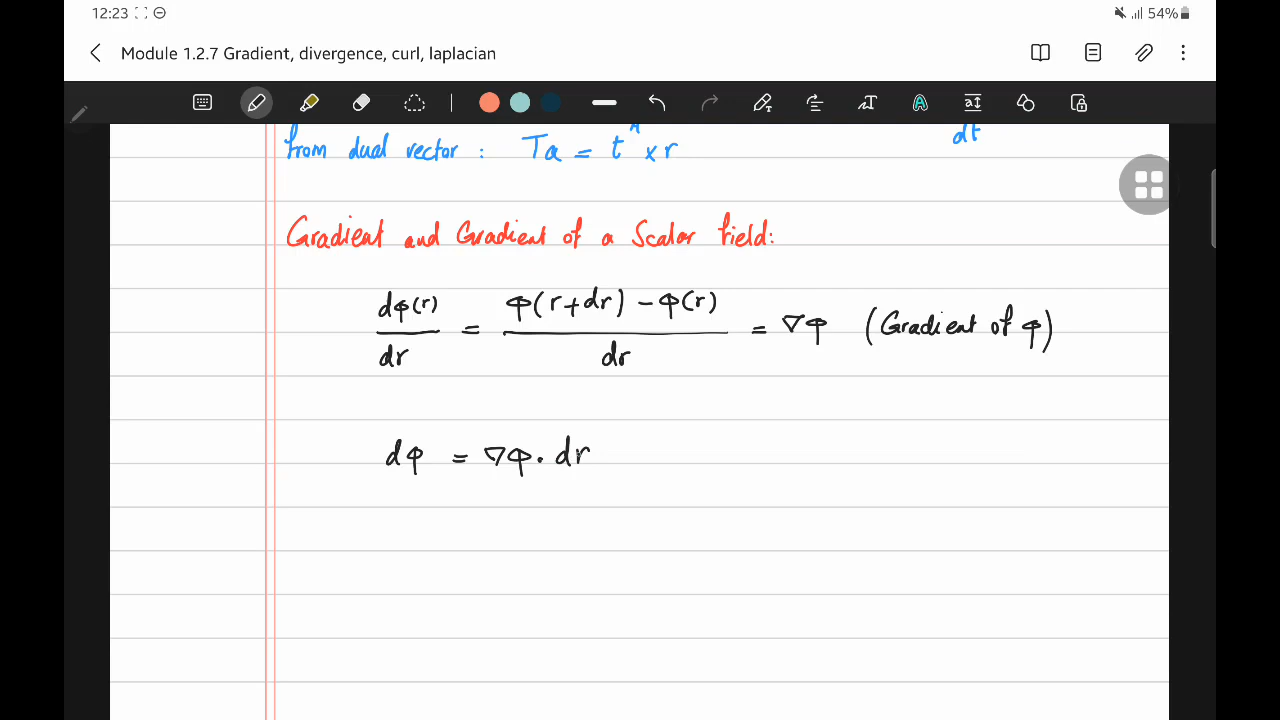 12:23 54%
Module 1.2.7 Gradient, divergence, curl, laplacian
dt
from dual vector : Ta = t^A × r
Gradient and Gradient of a Scalar field:
dφ(r)/dr = φ(r+dr) − φ(r)/dr = ∇φ (Gradient of φ)
dφ = ∇φ · dr